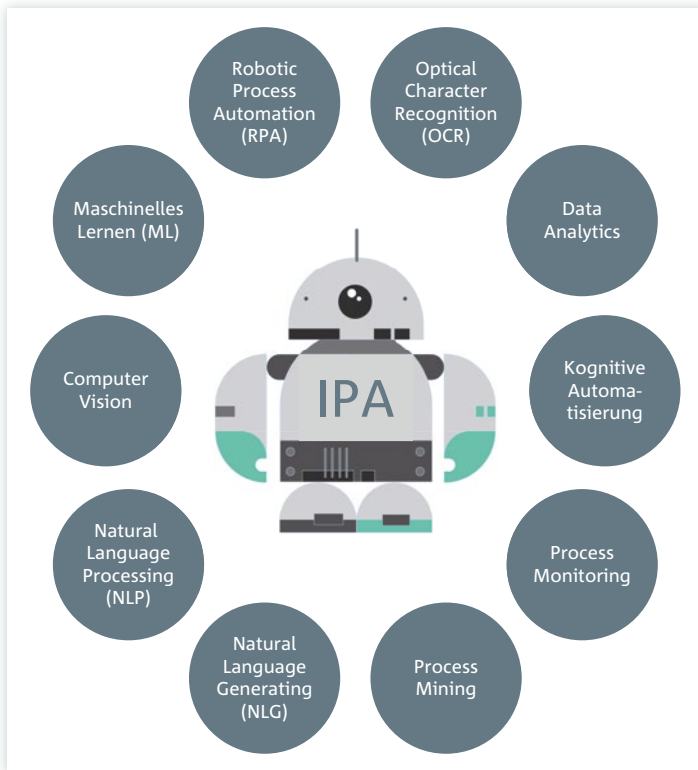 Robotic
Process
Automation
(RPA)
Optical
Character
Recognition
(OCR)
Maschinelles
Lernen (ML)
Data
Analytics
Computer
Vision
IPA
Kognitive
Automa-
tisierung
Natural
Language
Processing
(NLP)
Process
Monitoring
Natural
Language
Generating
(NLG)
Process
Mining